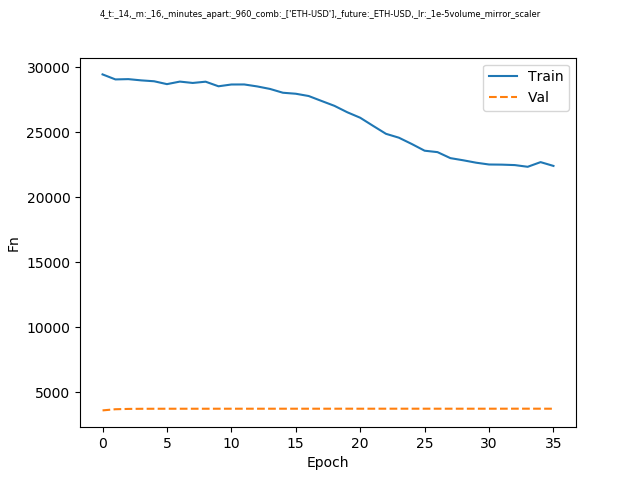 4_t:_14,_m:_16,_minutes_apart:_960_comb:_['ETH-USD'],_future:_ETH-USD,_lr:_1e-5volume_mirror_scaler
30000
25000
20000
15000
10000
5000
Fn
Train
Val
0 5 10 15 20 25 30 35
Epoch